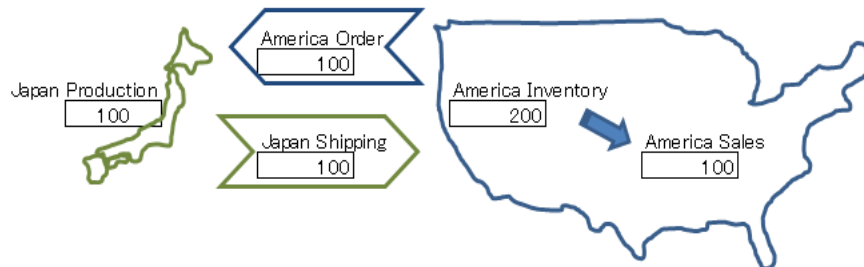 America Order
100
Japan Production
100
America Inventory
200
Japan Shipping
100
America Sales
100